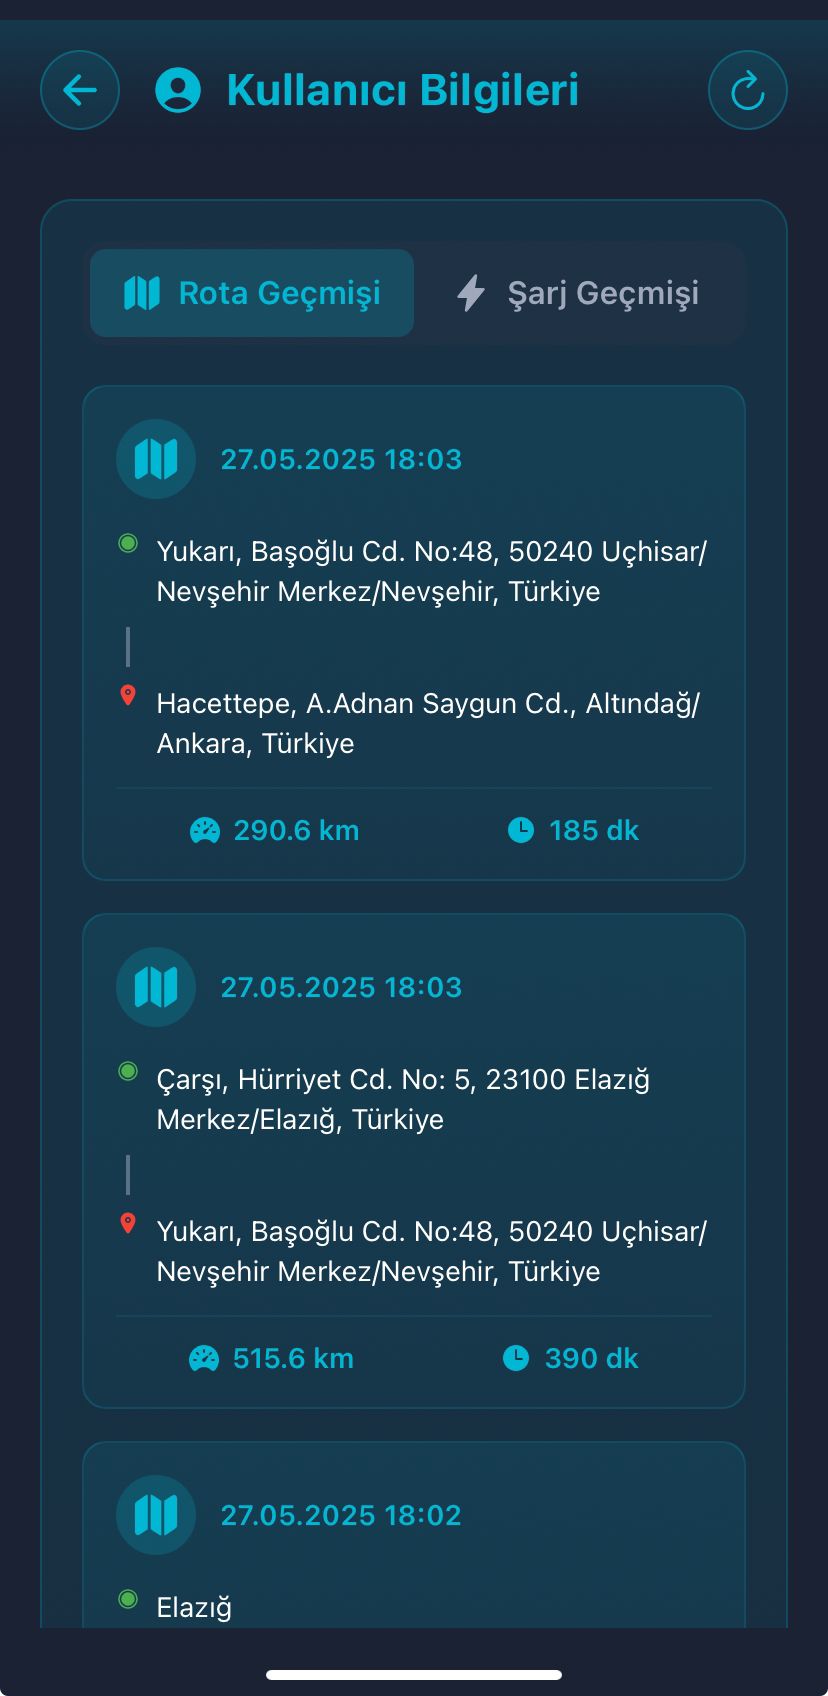 Kullanıcı Bilgileri
Rota Geçmişi
Şarj Geçmişi
27.05.2025 18:03
Yukarı, Başoğlu Cd. No:48, 50240 Uçhisar/
Nevşehir Merkez/Nevşehir, Türkiye
Hacettepe, A.Adnan Saygun Cd., Altındağ/
Ankara, Türkiye
290.6 km
185 dk
27.05.2025 18:03
Çarşı, Hürriyet Cd. No: 5, 23100 Elazığ
Merkez/Elazığ, Türkiye
Yukarı, Başoğlu Cd. No:48, 50240 Uçhisar/
Nevşehir Merkez/Nevşehir, Türkiye
515.6 km
390 dk
27.05.2025 18:02
Elazığ